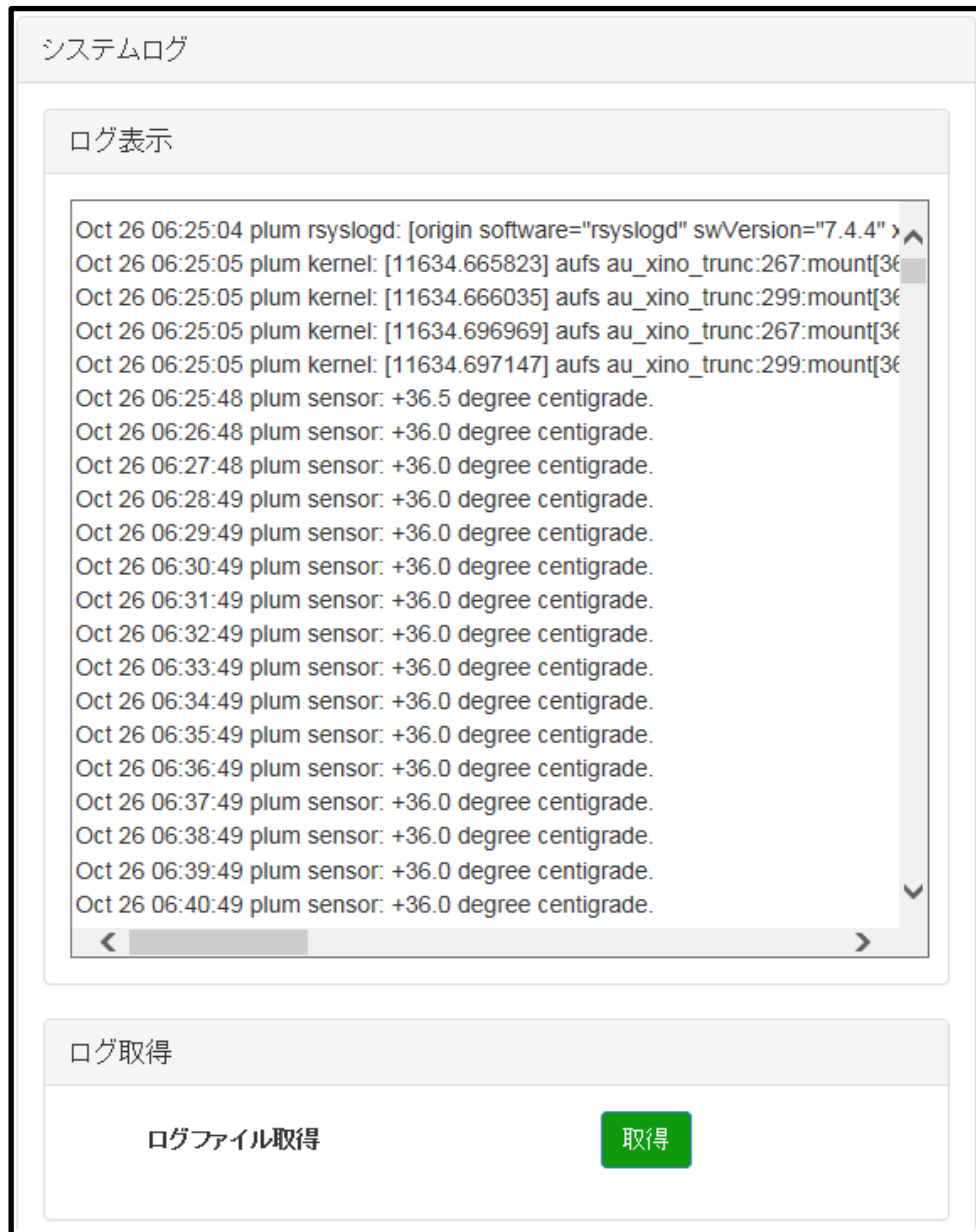 システムログ
ログ表示
Oct 26 06:25:04 plum rsyslogd: [origin software="rsyslogd" swVersion="7.4.4" x
Oct 26 06:25:05 plum kernel: [11634.665823] aufs au_xino_trunc:267:mount[36
Oct 26 06:25:05 plum kernel: [11634.666035] aufs au_xino_trunc:299:mount[36
Oct 26 06:25:05 plum kernel: [11634.696969] aufs au_xino_trunc:267:mount[36
Oct 26 06:25:05 plum kernel: [11634.697147] aufs au_xino_trunc:299:mount[36
Oct 26 06:25:48 plum sensor: +36.5 degree centigrade.
Oct 26 06:26:48 plum sensor: +36.0 degree centigrade.
Oct 26 06:27:48 plum sensor: +36.0 degree centigrade.
Oct 26 06:28:49 plum sensor: +36.0 degree centigrade.
Oct 26 06:29:49 plum sensor: +36.0 degree centigrade.
Oct 26 06:30:49 plum sensor: +36.0 degree centigrade.
Oct 26 06:31:49 plum sensor: +36.0 degree centigrade.
Oct 26 06:32:49 plum sensor: +36.0 degree centigrade.
Oct 26 06:33:49 plum sensor: +36.0 degree centigrade.
Oct 26 06:34:49 plum sensor: +36.0 degree centigrade.
Oct 26 06:35:49 plum sensor: +36.0 degree centigrade.
Oct 26 06:36:49 plum sensor: +36.0 degree centigrade.
Oct 26 06:37:49 plum sensor: +36.0 degree centigrade.
Oct 26 06:38:49 plum sensor: +36.0 degree centigrade.
Oct 26 06:39:49 plum sensor: +36.0 degree centigrade.
Oct 26 06:40:49 plum sensor: +36.0 degree centigrade.
ログ取得
ログファイル取得 取得